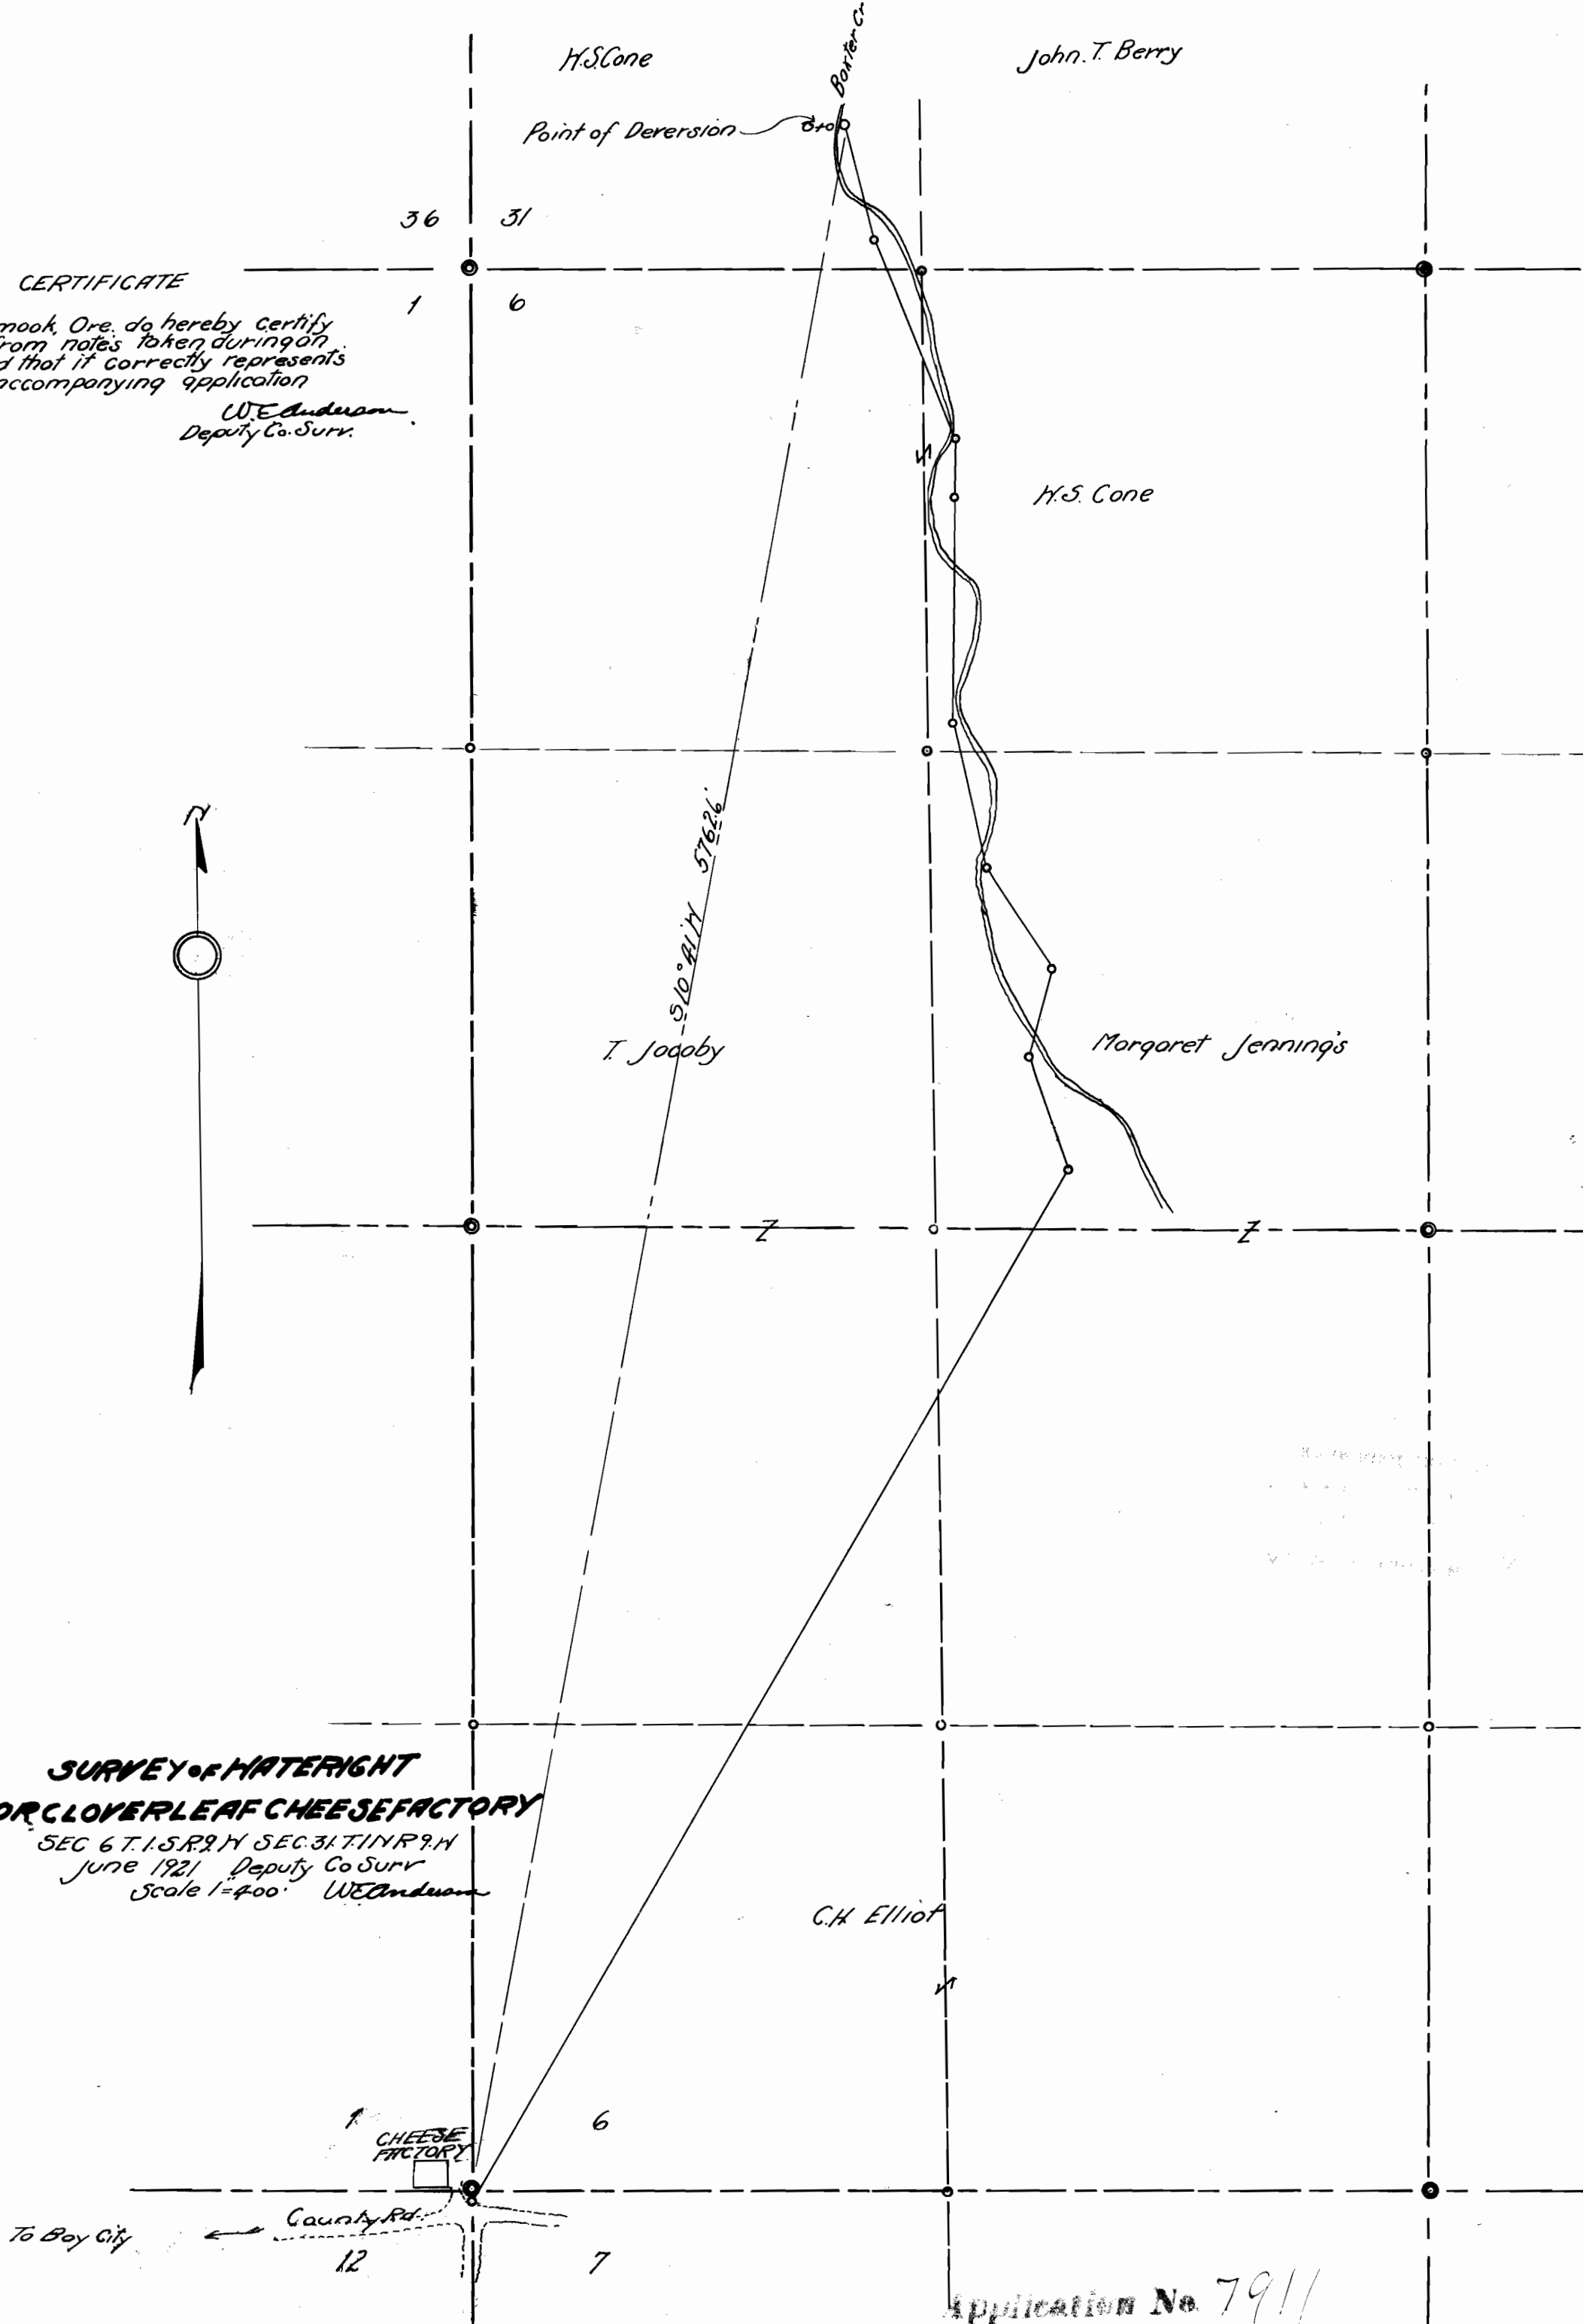 H.S.Cone
John. T. Berry
Baxter Cr
Point of Deversion
0+0
36
31
CERTIFICATE
1
6
mook, Ore. do hereby certify
rom notes taken during an
d that it correctly represents
accompanying application
W.E Anderson
Deputy Co. Surv.
H.S. Cone
N
S10°41'W 5762.6'
T. Jacoby
Margaret Jennings
SURVEY OF WATERIGHT
OR CLOVERLEAF CHEESEFACTORY
SEC 6 T.1.S.R.9.W SEC.31.T.1N R 9.W
June 1921 Deputy Co Surv
Scale 1"=400' W.E Anderson
C.H Elliot
1
6
CHEESE
FACTORY
County Rd.
To Bay City
12
7
Application No. 7911